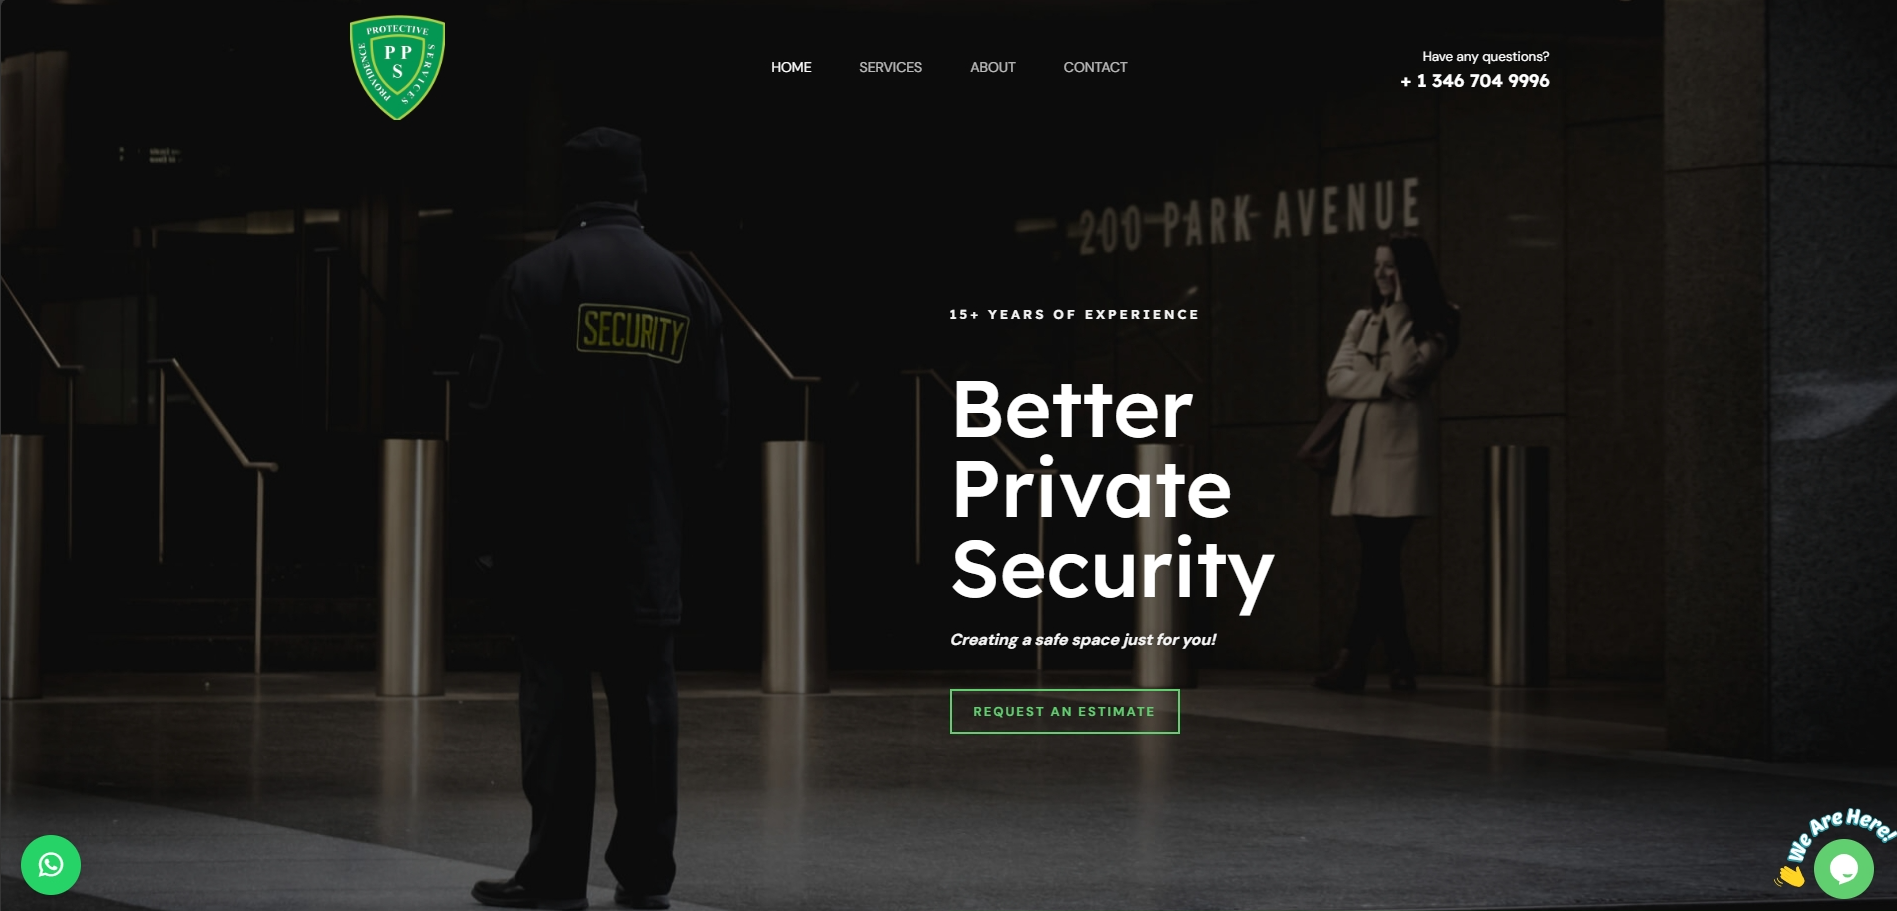 PROTECTIVE
SERVICES
PROVIDENCE
P P
S
HOME
SERVICES
ABOUT
CONTACT
Have any questions?
+ 1 346 704 9996
200 PARK AVENUE
SECURITY
15+ YEARS OF EXPERIENCE
Better
Private
Security
Creating a safe space just for you!
REQUEST AN ESTIMATE
We Are Here!